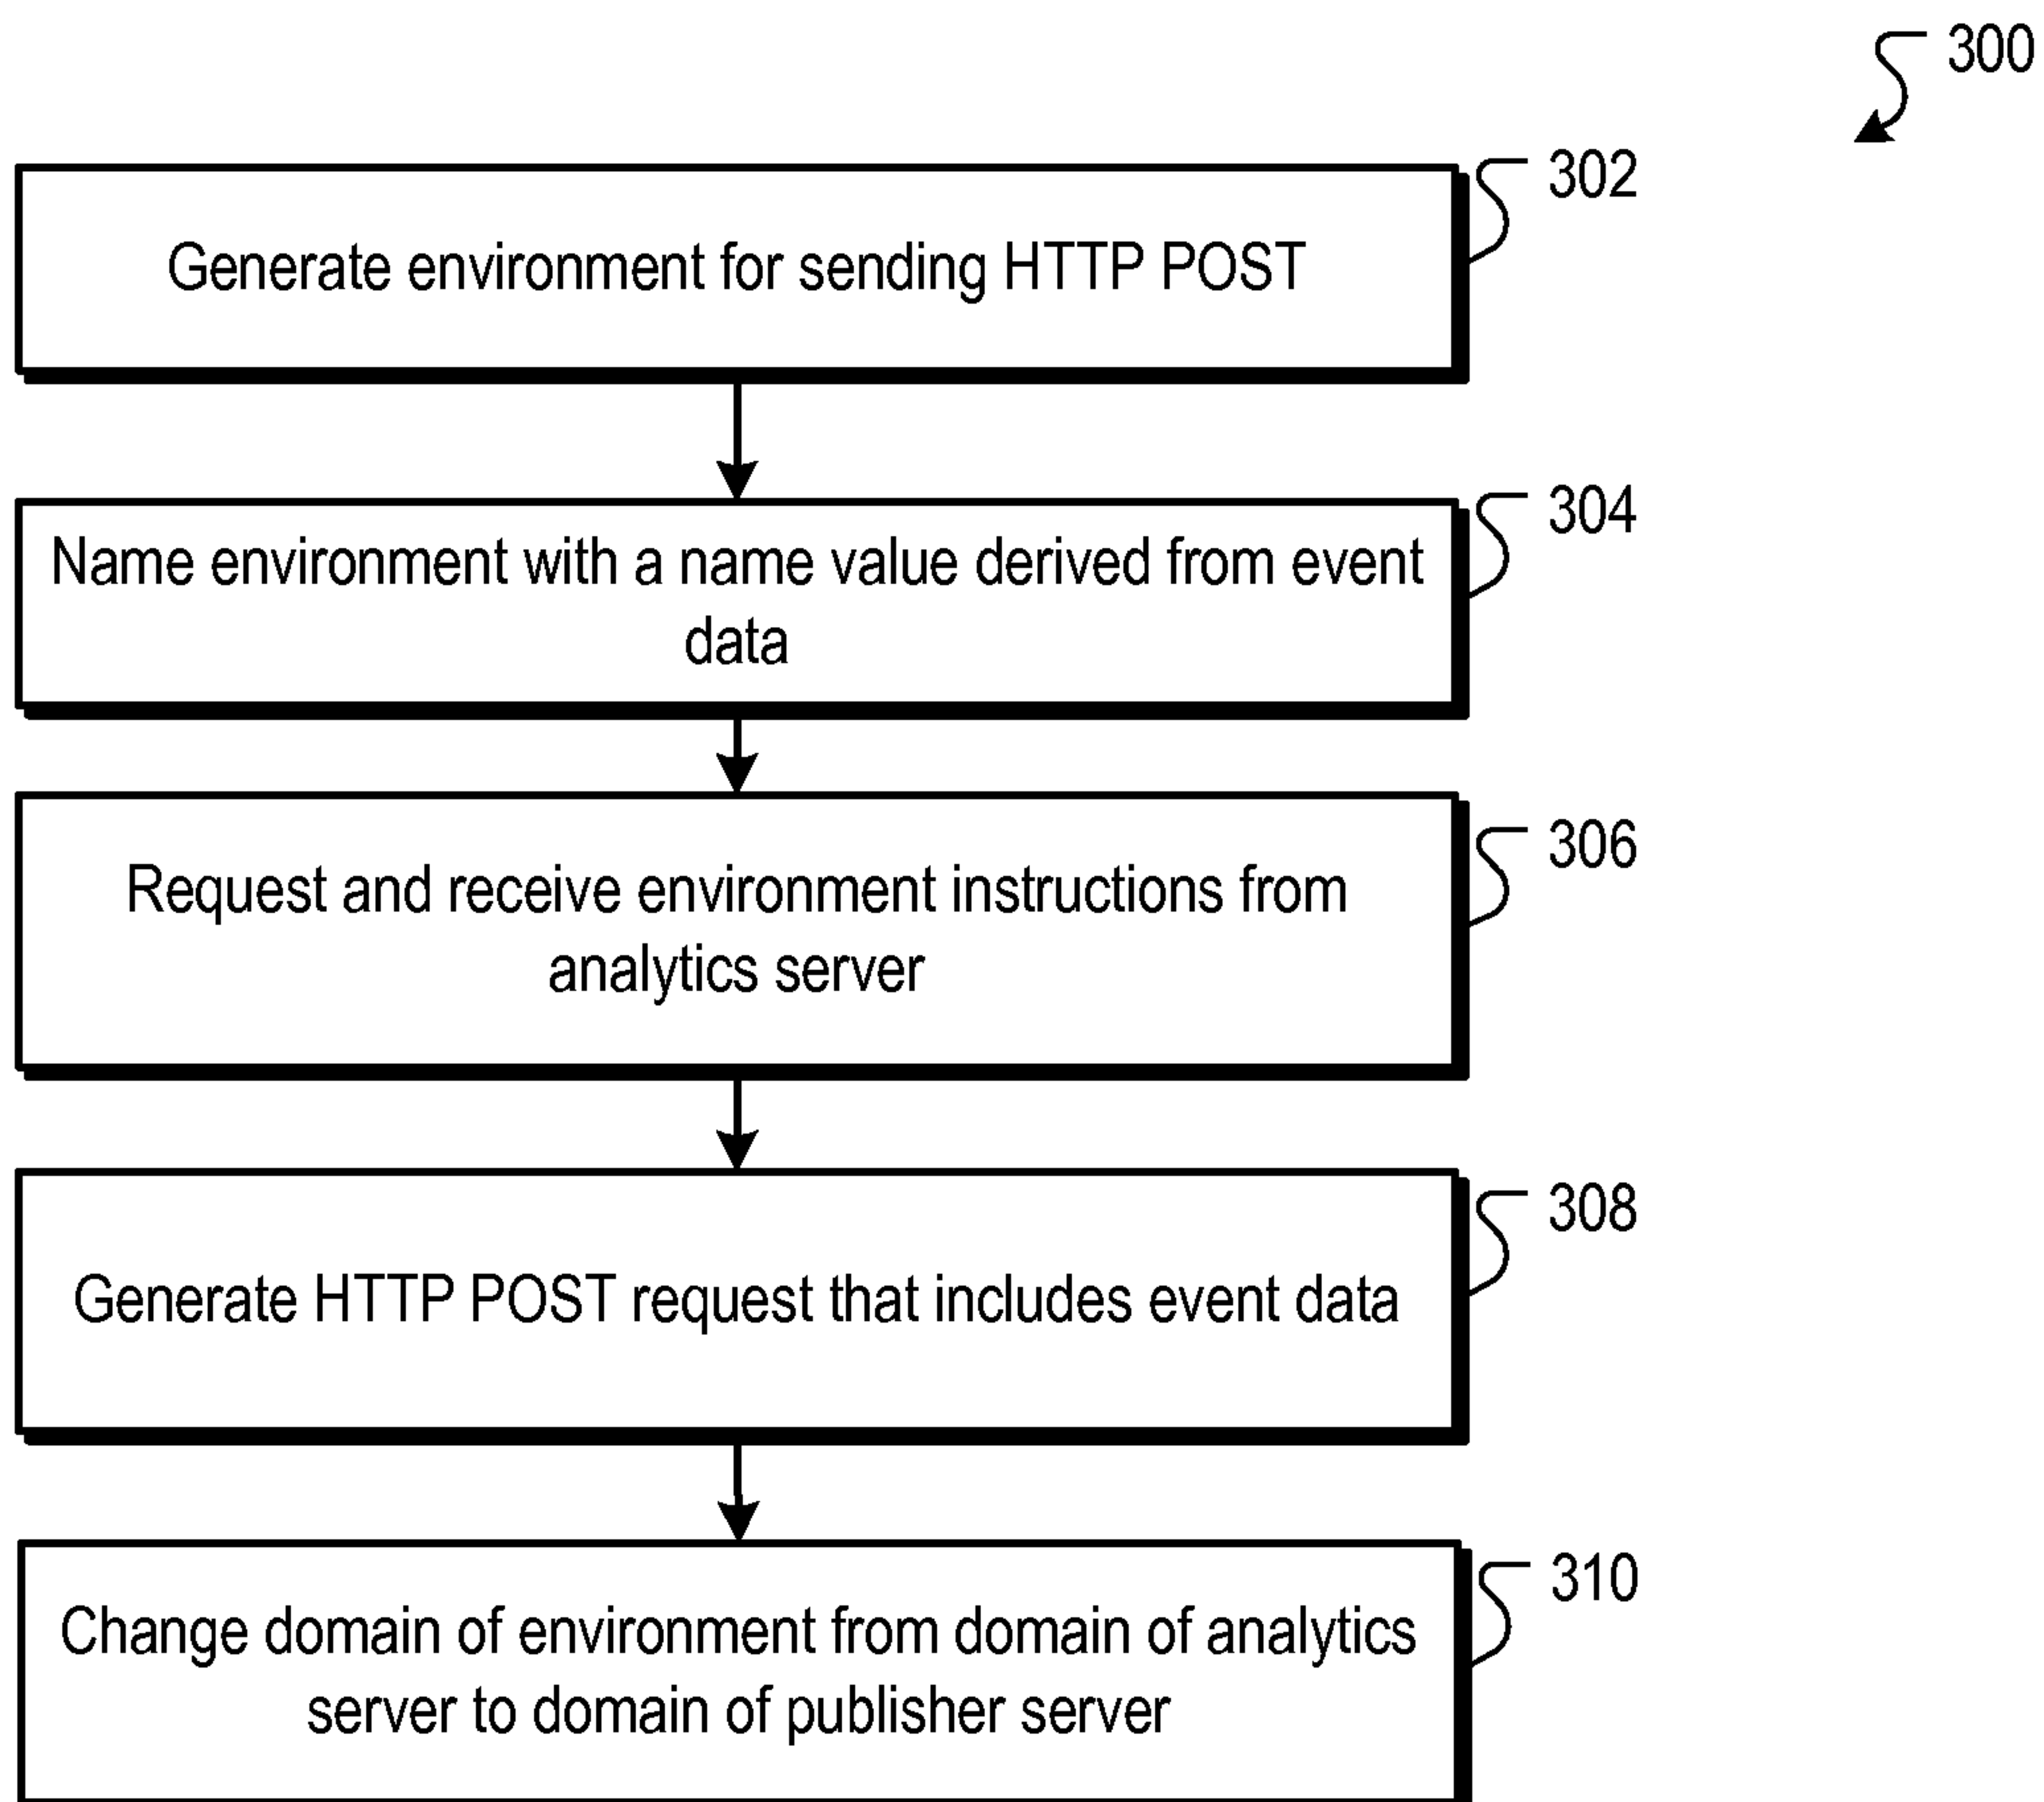 300
302
Generate environment for sending HTTP POST
304
Name environment with a name value derived from event
data
306
Request and receive environment instructions from
analytics server
308
Generate HTTP POST request that includes event data
310
Change domain of environment from domain of analytics
server to domain of publisher server